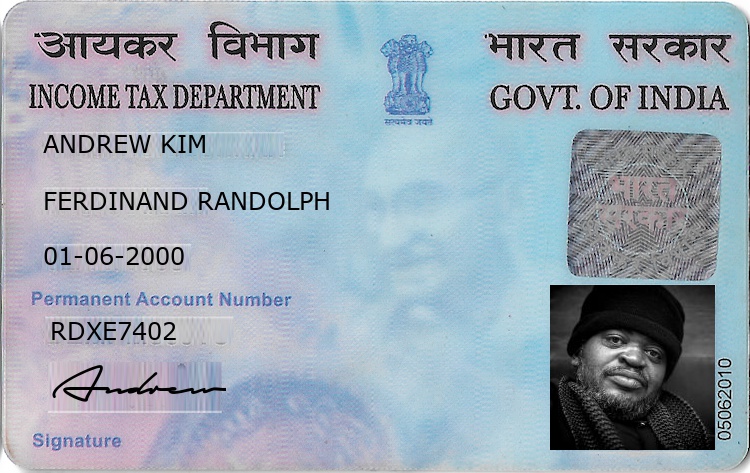 आयकर विभाग
भारत सरकार
INCOME TAX DEPARTMENT
GOVT. OF INDIA
सत्यमेव जयते
ANDREW KIM
FERDINAND RANDOLPH
भारत
सरकार
01-06-2000
Permanent Account Number
RDXE7402
Andrew
Signature
05062010